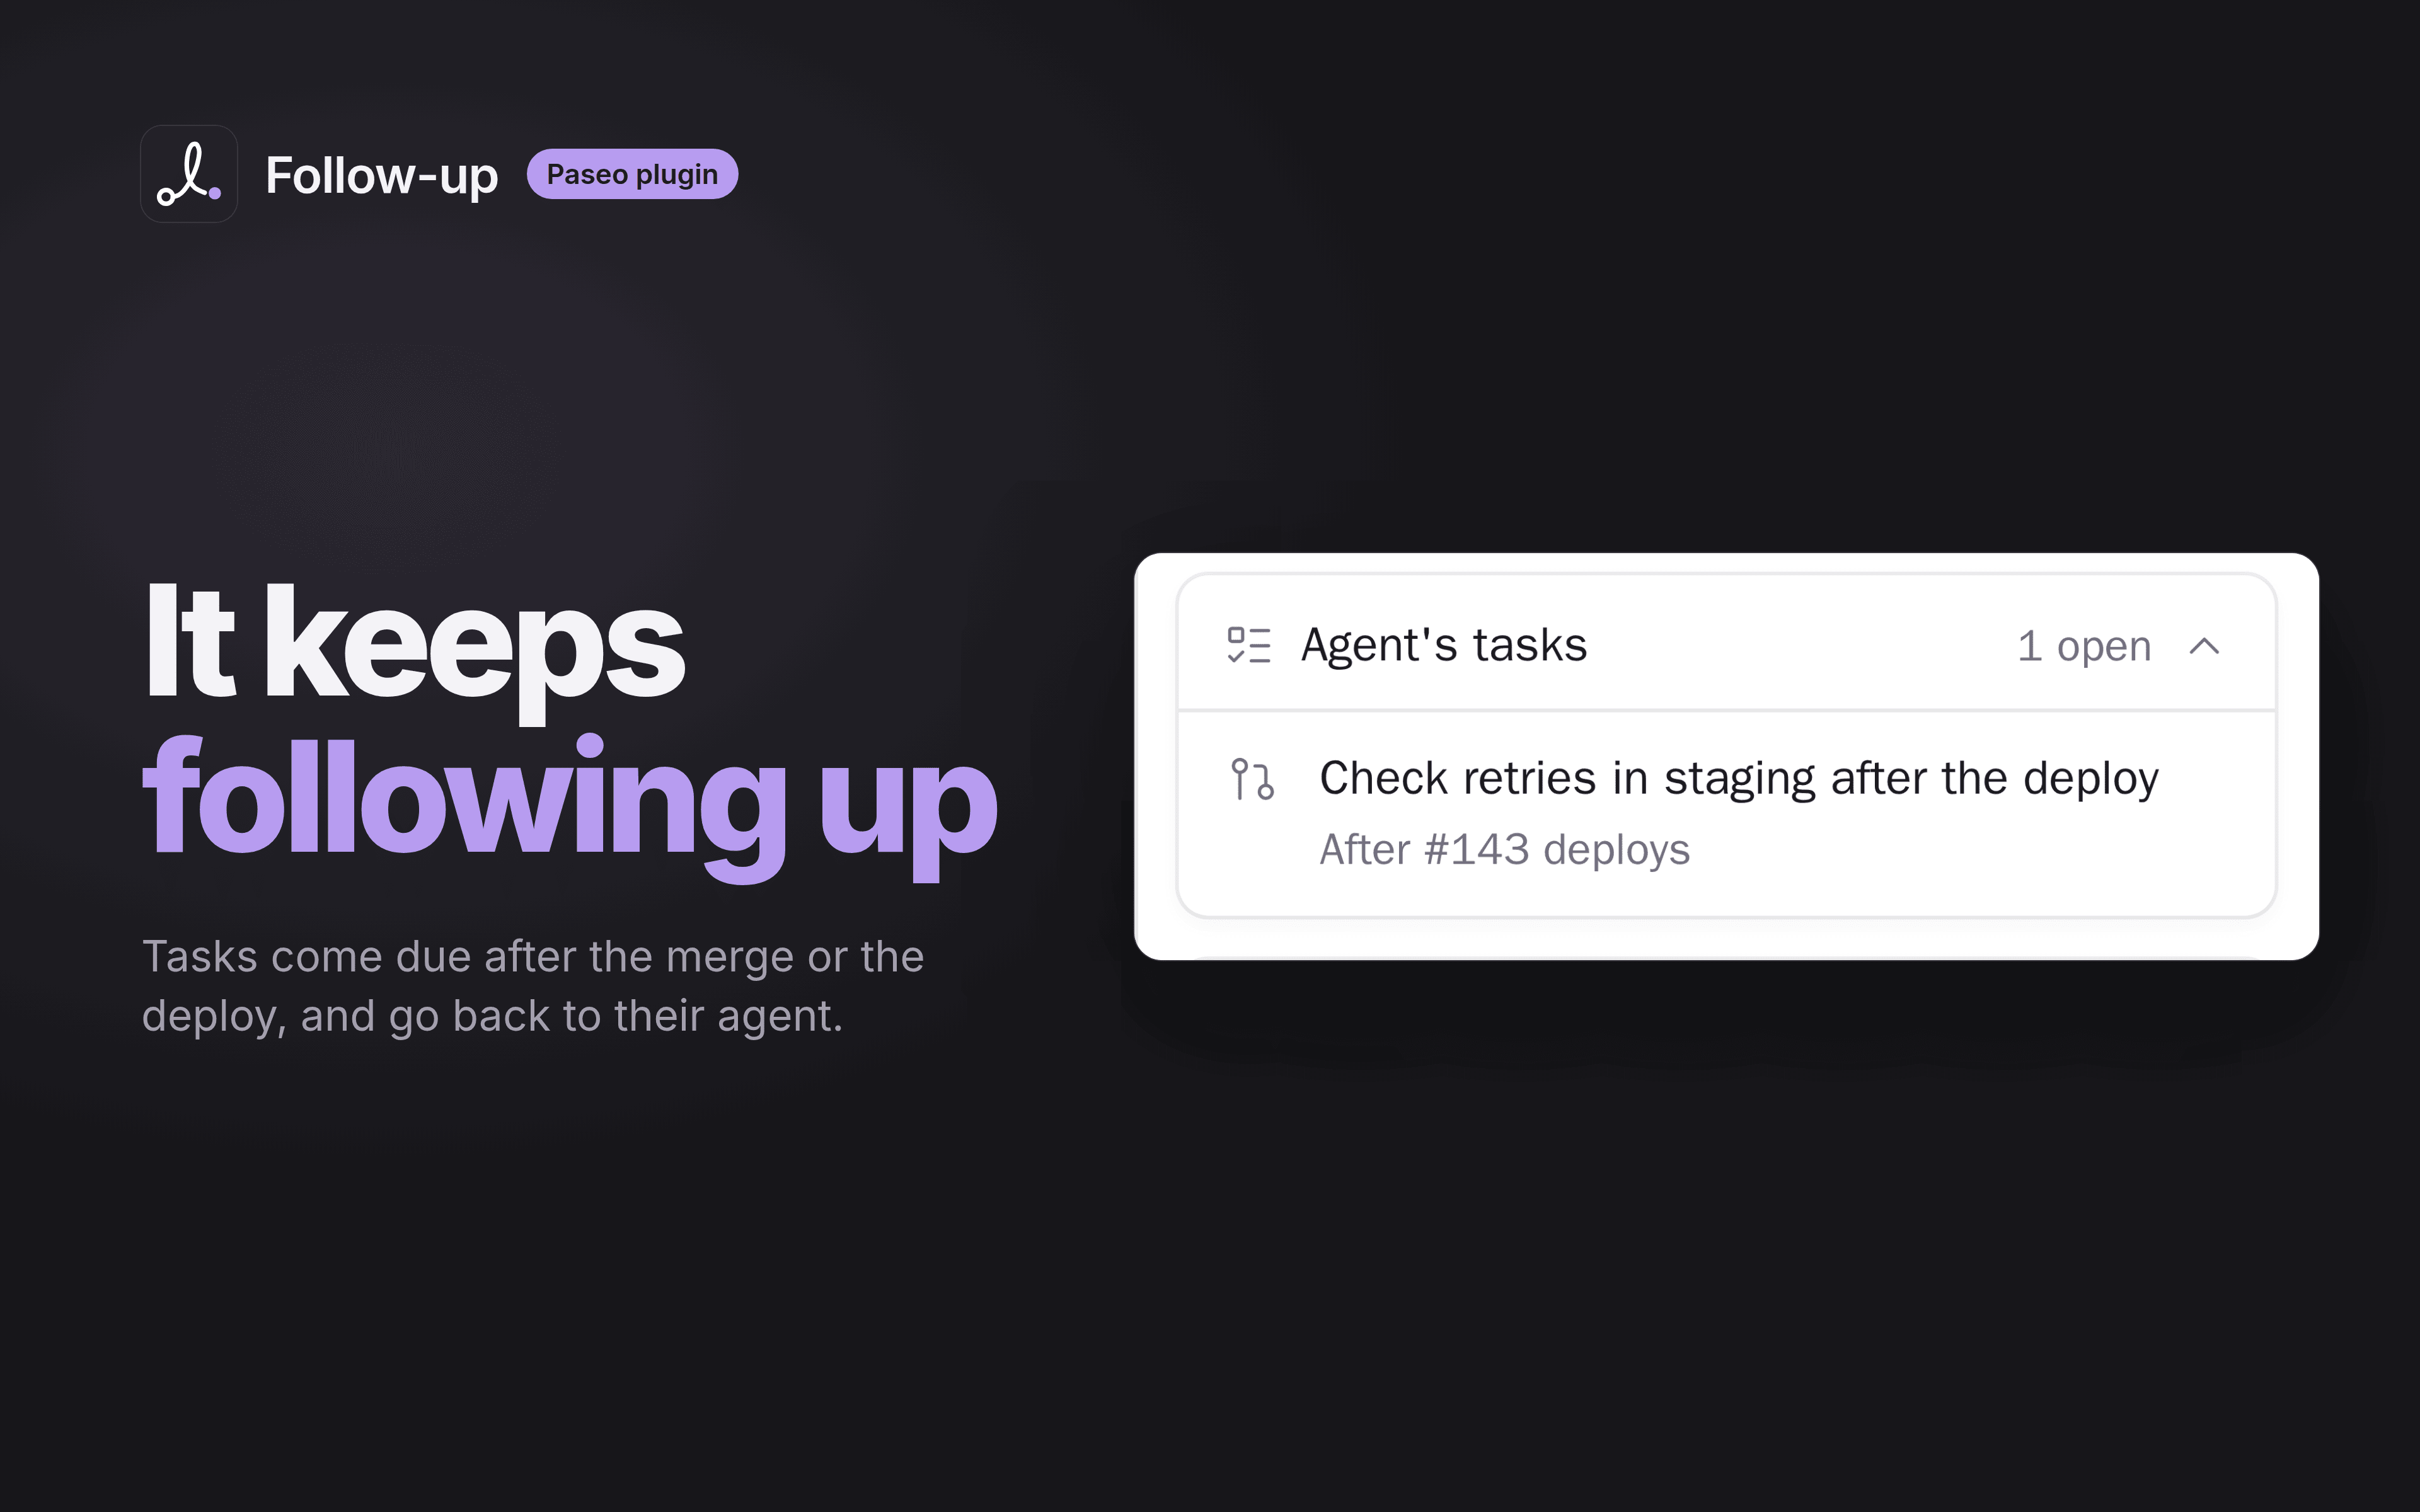 Follow-up
Paseo plugin
It keeps
following up
Tasks come due after the merge or the
deploy, and go back to their agent.
Agent's tasks
1 open
Check retries in staging after the deploy
After #143 deploys